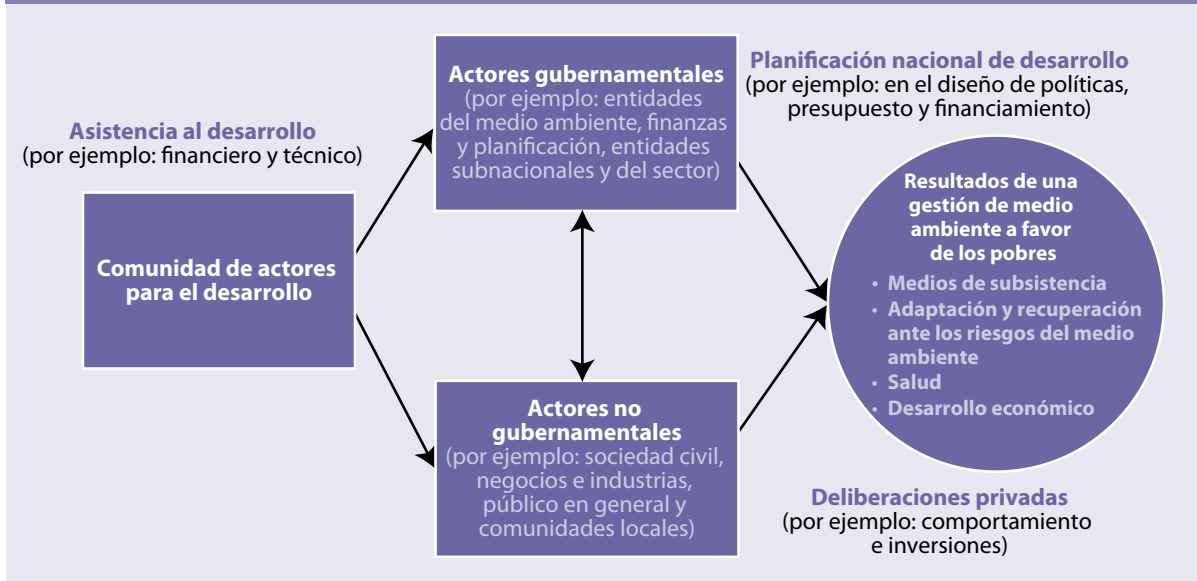 Asistencia al desarrollo
(por ejemplo: financiero y técnico)
Comunidad de actores
para el desarrollo
Actores gubernamentales
(por ejemplo: entidades
del medio ambiente, finanzas
y planificación, entidades
subnacionales y del sector)
Actores no
gubernamentales
(por ejemplo: sociedad civil,
negocios e industrias,
público en general y
comunidades locales)
Planificación nacional de desarrollo
(por ejemplo: en el diseño de políticas,
presupuesto y financiamiento)
Resultados de una
gestión de medio
ambiente a favor
de los pobres
• Medios de subsistencia
• Adaptación y recuperación
ante los riesgos del medio
ambiente
• Salud
• Desarrollo económico
Deliberaciones privadas
(por ejemplo: comportamiento
e inversiones)